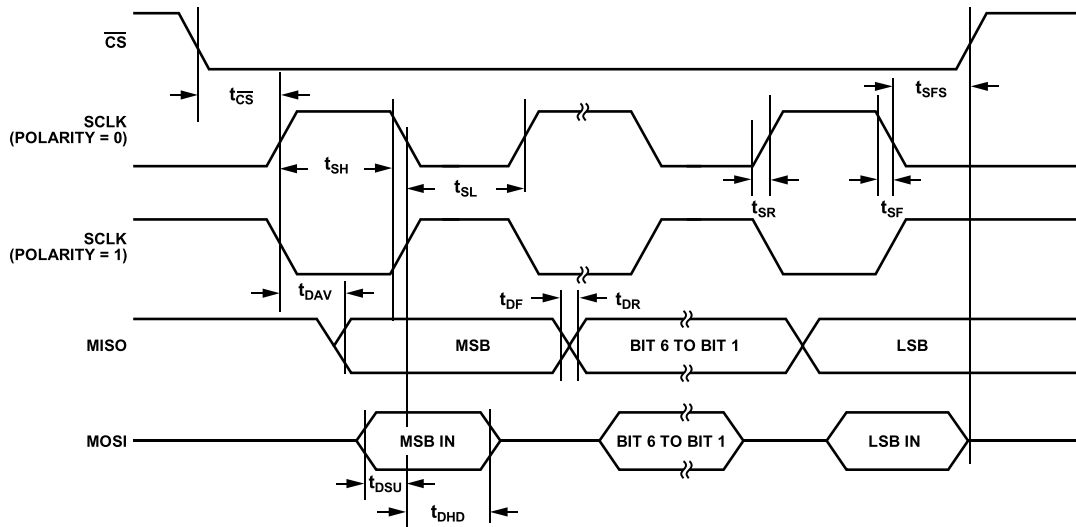 CS
tCS
tSFS
SCLK
(POLARITY = 0)
tSH
tSL
tSR
tSF
SCLK
(POLARITY = 1)
tDAV
tDF
tDR
MISO
MSB
BIT 6 TO BIT 1
LSB
MOSI
MSB IN
BIT 6 TO BIT 1
LSB IN
tDSU
tDHD